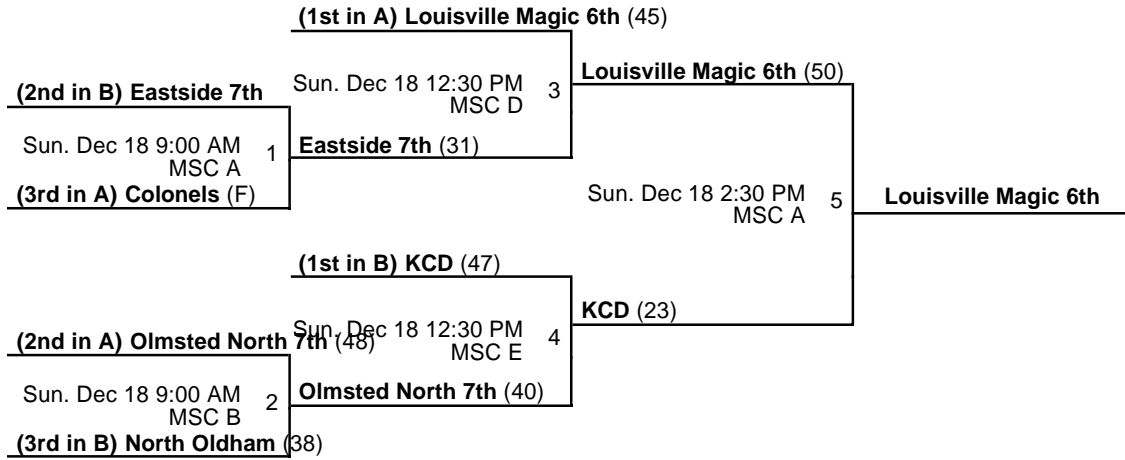 (1st in A) Louisville Magic 6th (45)
Sun. Dec 18 12:30 PM
MSC D
3
Louisville Magic 6th (50)
(2nd in B) Eastside 7th
Sun. Dec 18 9:00 AM
MSC A
1
Eastside 7th (31)
(3rd in A) Colonels (F)
Sun. Dec 18 2:30 PM
MSC A
5
Louisville Magic 6th
(1st in B) KCD (47)
Sun. Dec 18 12:30 PM
MSC E
4
KCD (23)
(2nd in A) Olmsted North 7th (48)
Sun. Dec 18 9:00 AM
MSC B
2
Olmsted North 7th (40)
(3rd in B) North Oldham (38)